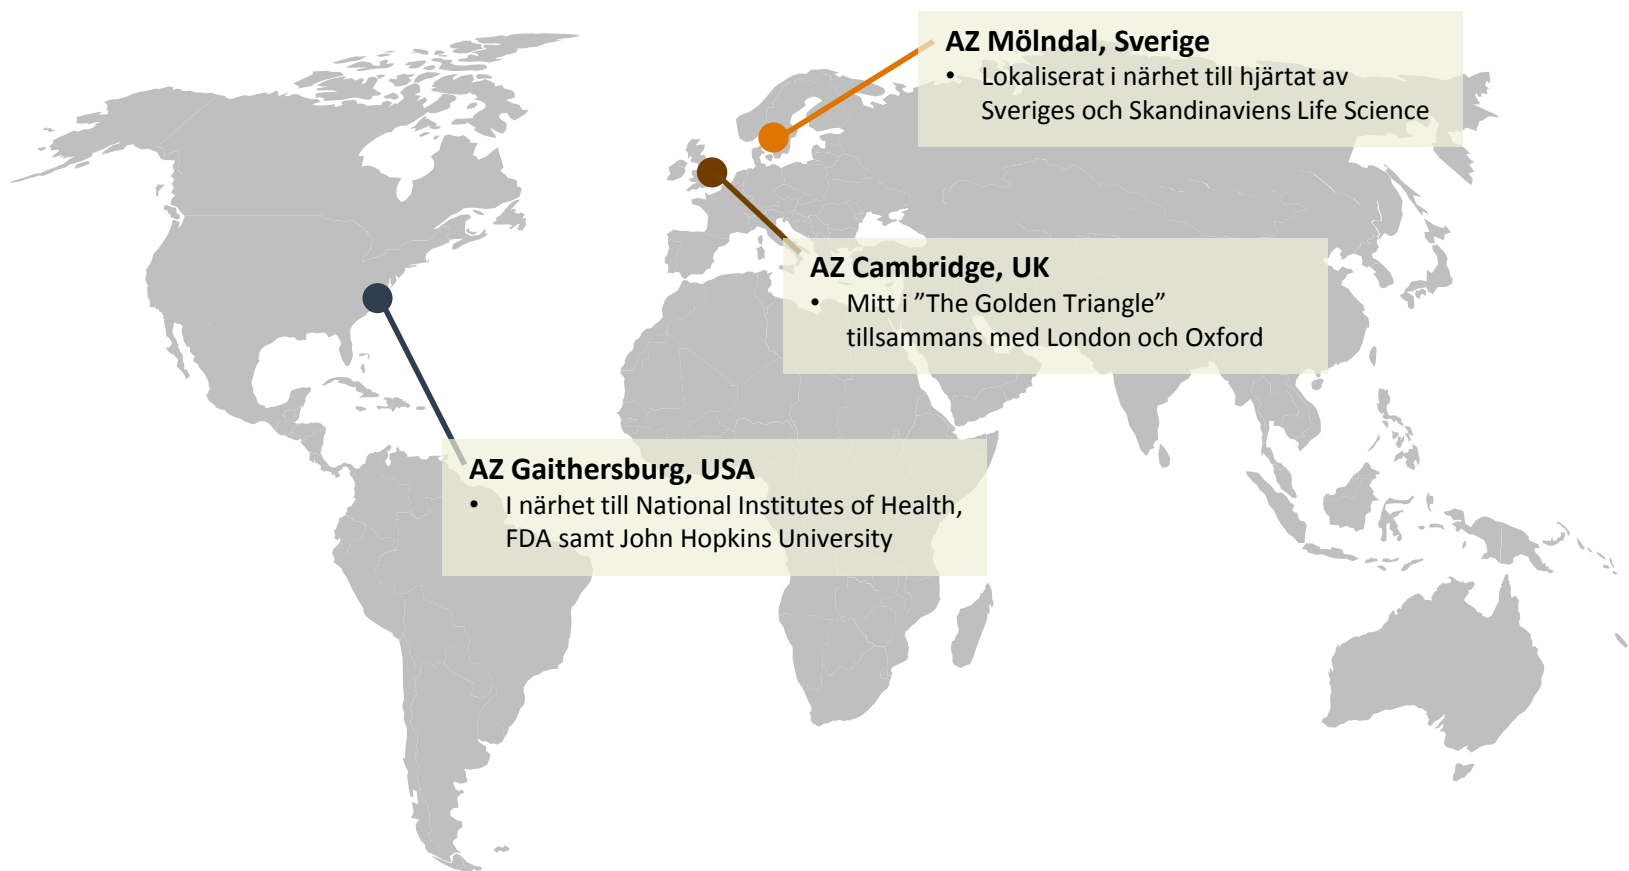 AZ Mölndal, Sverige
• Lokaliserat i närhet till hjärtat av
Sveriges och Skandinaviens Life Science
AZ Cambridge, UK
• Mitt i ”The Golden Triangle”
tillsammans med London och Oxford
AZ Gaithersburg, USA
• I närhet till National Institutes of Health,
FDA samt John Hopkins University